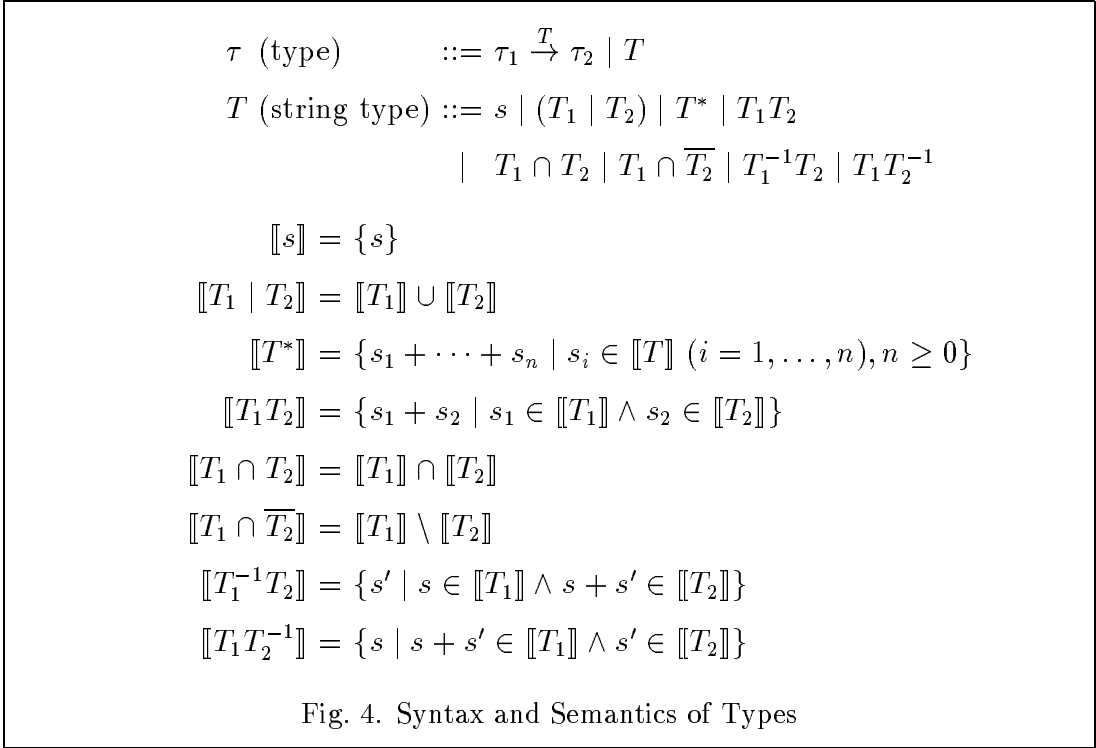 τ (type) ::= τ₁ →ᵀ τ₂ | T
T (string type) ::= s | (T₁ | T₂) | T* | T₁T₂
| T₁ ∩ T₂ | T₁ ∩ T̅₂̅ | T₁⁻¹T₂ | T₁T₂⁻¹
⟦s⟧ = {s}
⟦T₁ | T₂⟧ = ⟦T₁⟧ ∪ ⟦T₂⟧
⟦T*⟧ = {s₁ + ··· + sₙ | sᵢ ∈ ⟦T⟧ (i = 1, . . . , n), n ≥ 0}
⟦T₁T₂⟧ = {s₁ + s₂ | s₁ ∈ ⟦T₁⟧ ∧ s₂ ∈ ⟦T₂⟧}
⟦T₁ ∩ T₂⟧ = ⟦T₁⟧ ∩ ⟦T₂⟧
⟦T₁ ∩ T̅₂̅⟧ = ⟦T₁⟧ \ ⟦T₂⟧
⟦T₁⁻¹T₂⟧ = {s′ | s ∈ ⟦T₁⟧ ∧ s + s′ ∈ ⟦T₂⟧}
⟦T₁T₂⁻¹⟧ = {s | s + s′ ∈ ⟦T₁⟧ ∧ s′ ∈ ⟦T₂⟧}
Fig. 4. Syntax and Semantics of Types